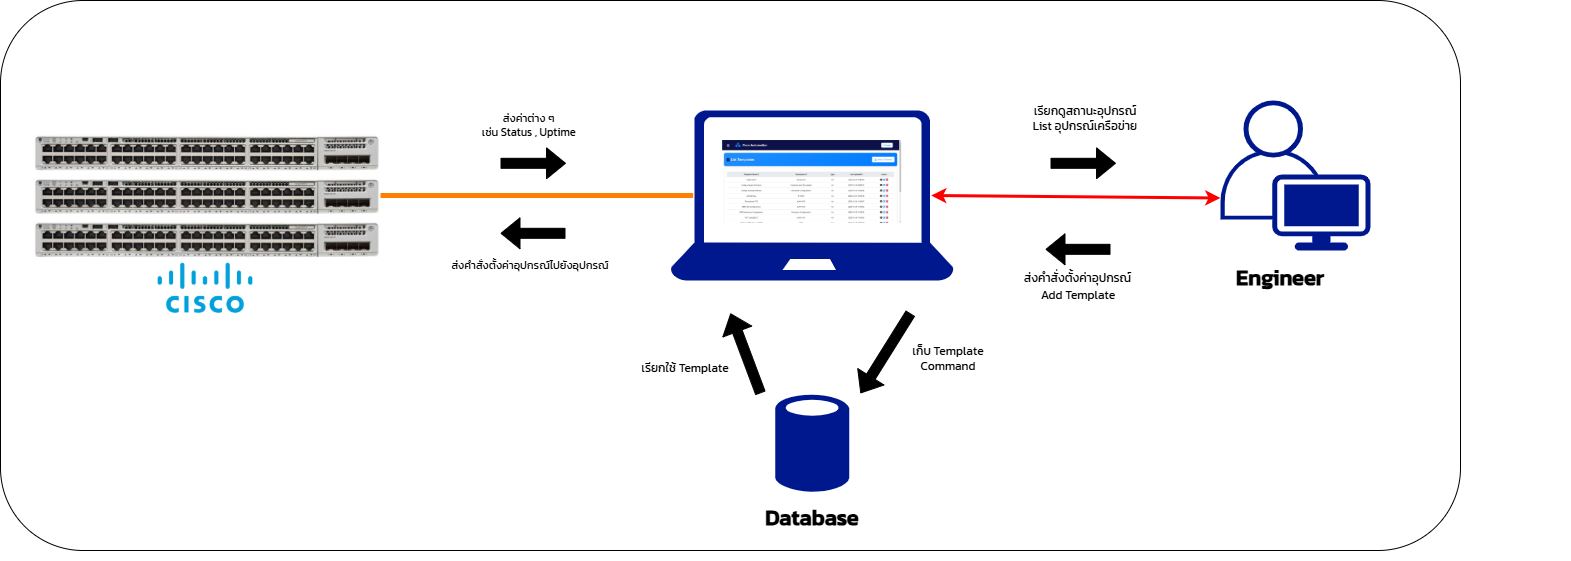 ส่งค่าต่าง ๆ
เช่น Status , Uptime
ส่งคำสั่งตั้งค่าอุปกรณ์ไปยังอุปกรณ์
CISCO
Cisco Automation
List Templates
เรียกดูสถานะอุปกรณ์
List อุปกรณ์เครือข่าย
ส่งคำสั่งตั้งค่าอุปกรณ์
Add Template
Engineer
เรียกใช้ Template
เก็บ Template
Command
Database